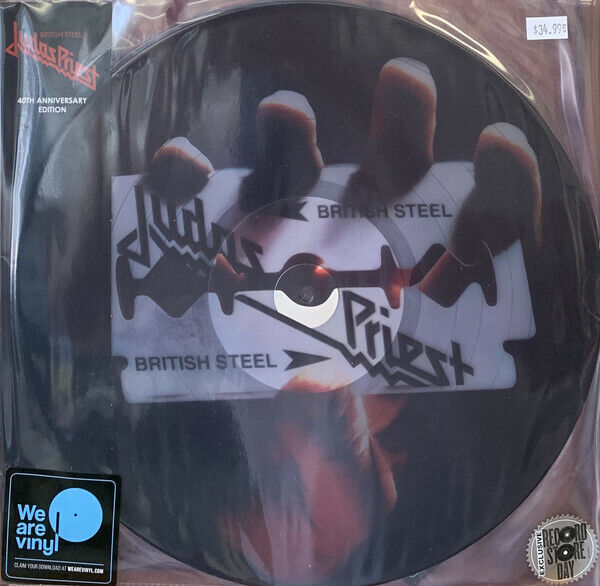 BRITISH STEEL
Judas Priest
40TH ANNIVERSARY
EDITION
$34.99
BRITISH STEEL
Judas
Priest
BRITISH STEEL
We
are
vinyl
CLAIM YOUR DOWNLOAD AT WEAREVINYL.COM
EXCLUSIVE
RECORD
STORE
DAY